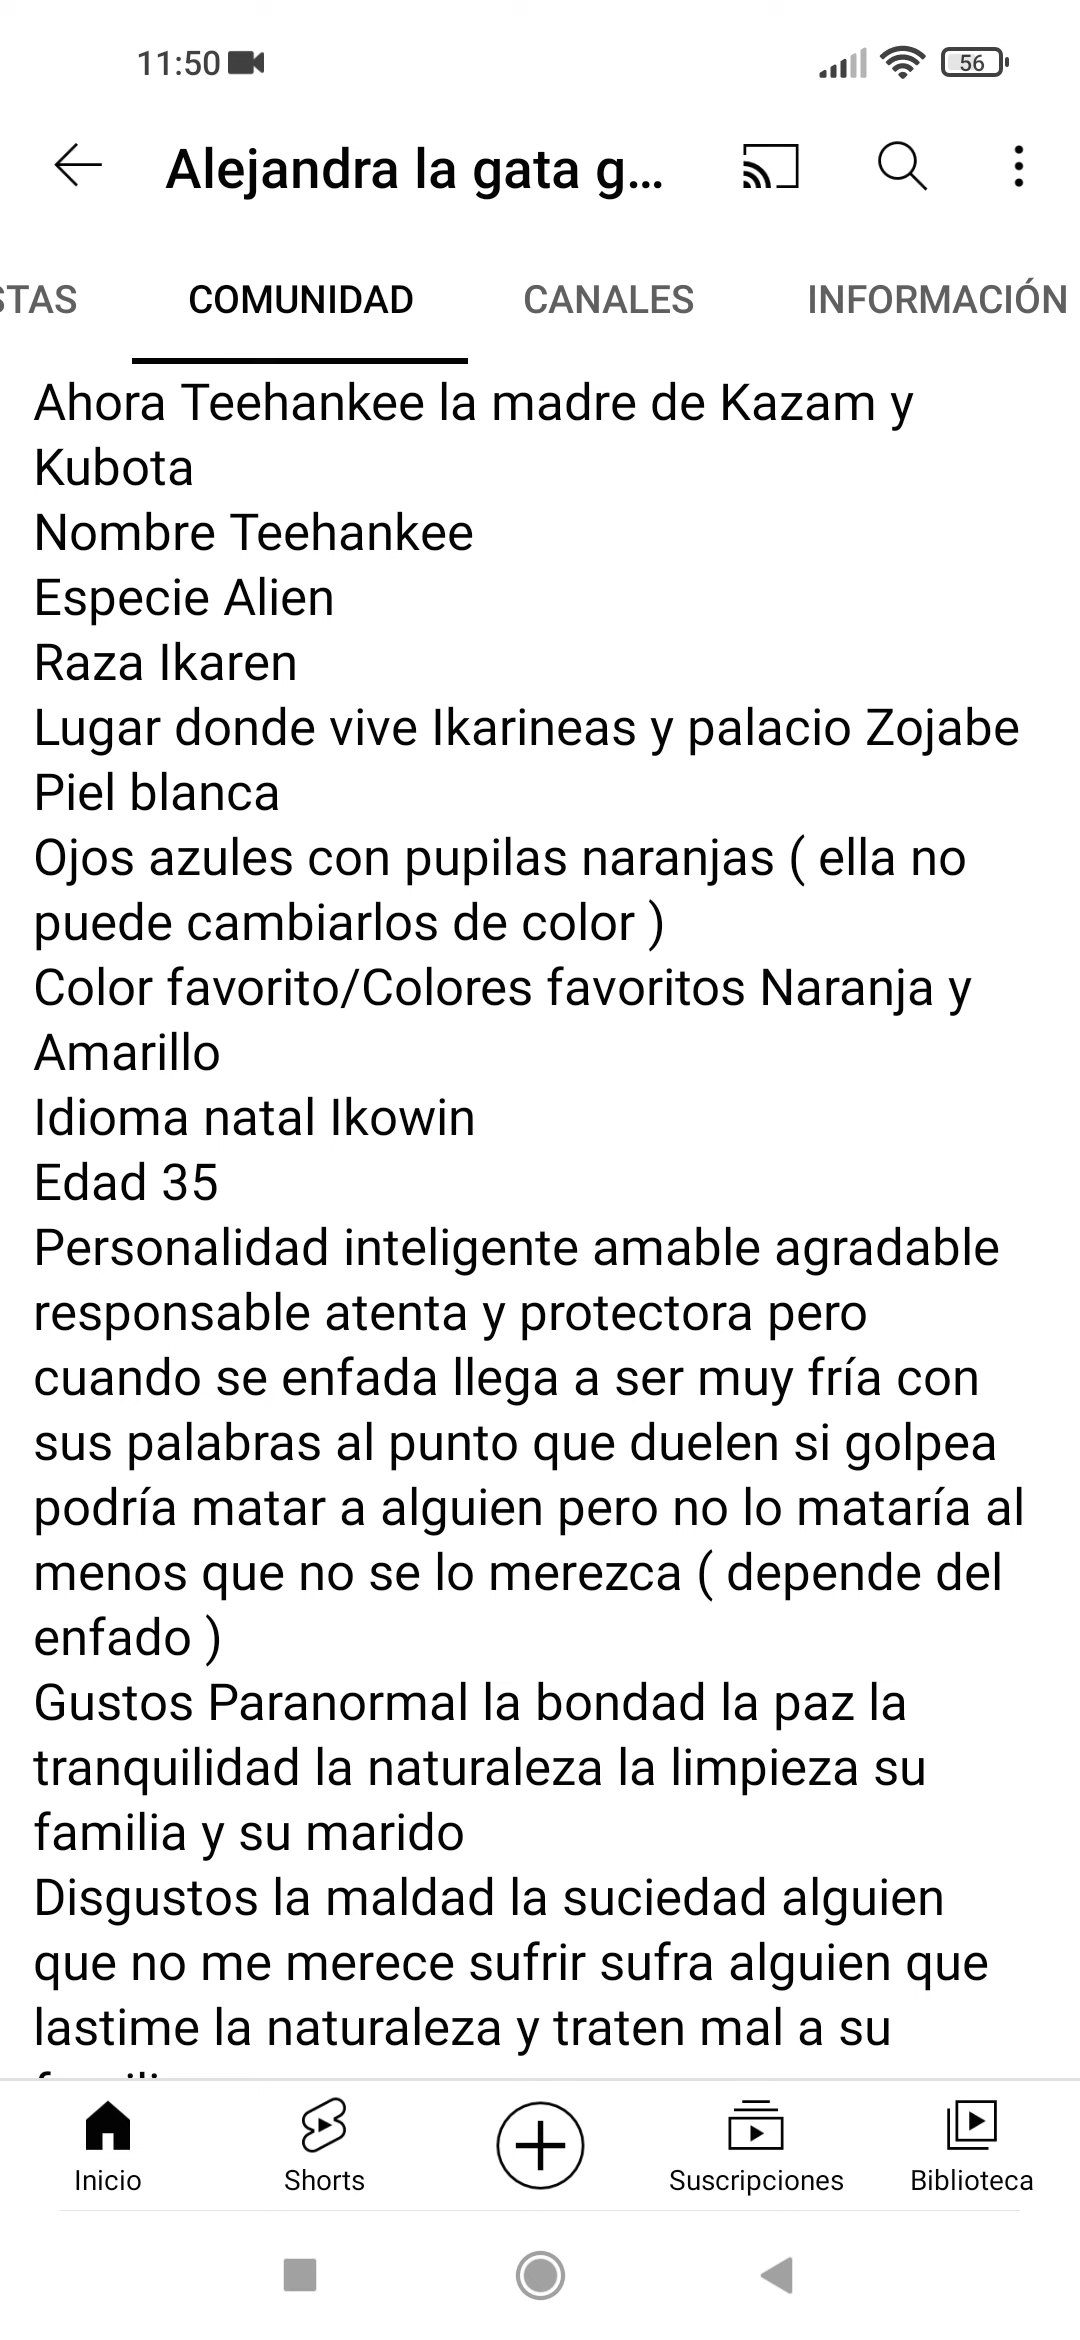 11:50
56
Alejandra la gata g...
STAS
COMUNIDAD
CANALES
INFORMACIÓN
Ahora Teehankee la madre de Kazam y
Kubota
Nombre Teehankee
Especie Alien
Raza Ikaren
Lugar donde vive Ikarineas y palacio Zojabe
Piel blanca
Ojos azules con pupilas naranjas ( ella no
puede cambiarlos de color )
Color favorito/Colores favoritos Naranja y
Amarillo
Idioma natal Ikowin
Edad 35
Personalidad inteligente amable agradable
responsable atenta y protectora pero
cuando se enfada llega a ser muy fría con
sus palabras al punto que duelen si golpea
podría matar a alguien pero no lo mataría al
menos que no se lo merezca ( depende del
enfado )
Gustos Paranormal la bondad la paz la
tranquilidad la naturaleza la limpieza su
familia y su marido
Disgustos la maldad la suciedad alguien
que no me merece sufrir sufra alguien que
lastime la naturaleza y traten mal a su
Inicio
Shorts
Suscripciones
Biblioteca